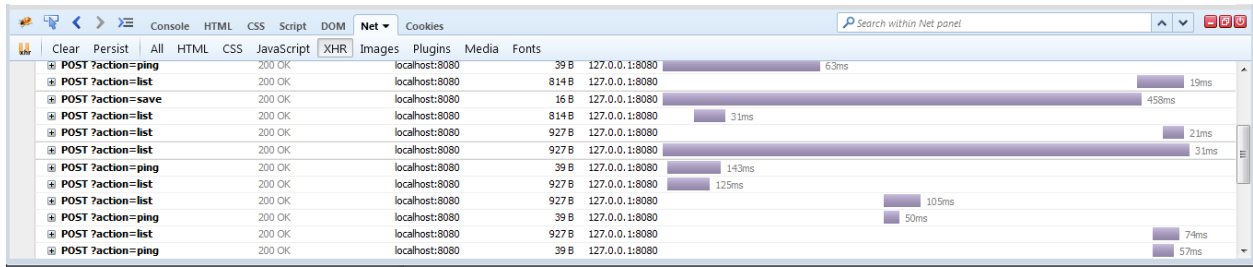 Console HTML CSS Script DOM Net Cookies Search within Net panel
xhr Clear Persist All HTML CSS JavaScript XHR Images Plugins Media Fonts
POST ?action=ping 200 OK localhost:8080 39 B 127.0.0.1:8080 63ms
POST ?action=list 200 OK localhost:8080 814 B 127.0.0.1:8080 19ms
POST ?action=save 200 OK localhost:8080 16 B 127.0.0.1:8080 458ms
POST ?action=list 200 OK localhost:8080 814 B 127.0.0.1:8080 31ms
POST ?action=list 200 OK localhost:8080 927 B 127.0.0.1:8080 21ms
POST ?action=list 200 OK localhost:8080 927 B 127.0.0.1:8080 31ms
POST ?action=ping 200 OK localhost:8080 39 B 127.0.0.1:8080 143ms
POST ?action=list 200 OK localhost:8080 927 B 127.0.0.1:8080 125ms
POST ?action=list 200 OK localhost:8080 927 B 127.0.0.1:8080 105ms
POST ?action=ping 200 OK localhost:8080 39 B 127.0.0.1:8080 50ms
POST ?action=list 200 OK localhost:8080 927 B 127.0.0.1:8080 74ms
POST ?action=ping 200 OK localhost:8080 39 B 127.0.0.1:8080 57ms